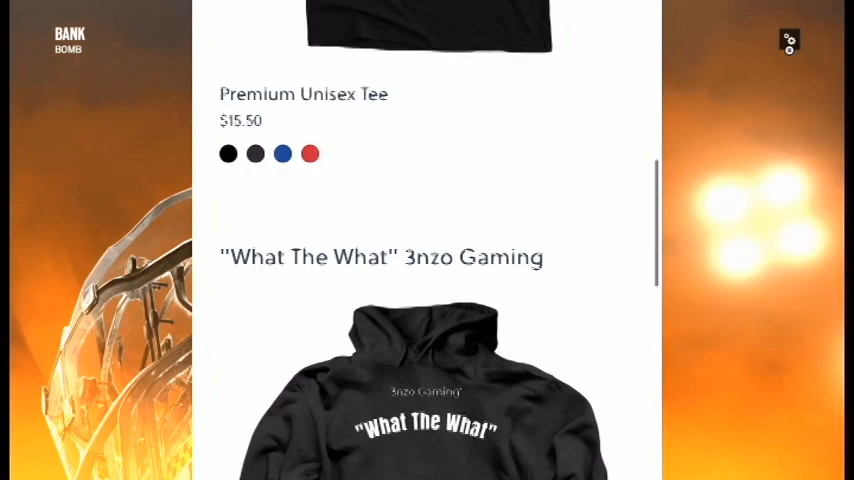 BANK
BOMB
Premium Unisex Tee
$15.50
"What The What" 3nzo Gaming
3nzo Gaming'
"What The What"